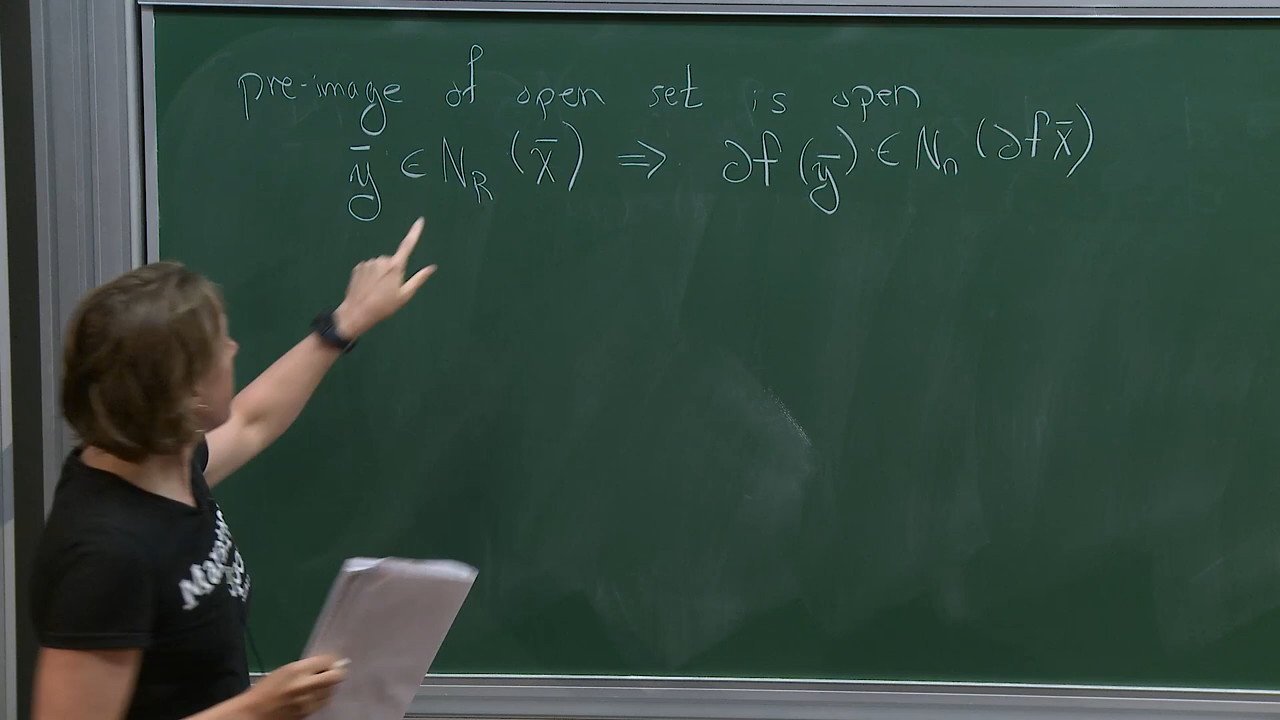 pre-image of open set is open
ȳ ∈ N_R (x̄) ⇒ ∂f (ȳ) ∈ N_n (∂f x̄)